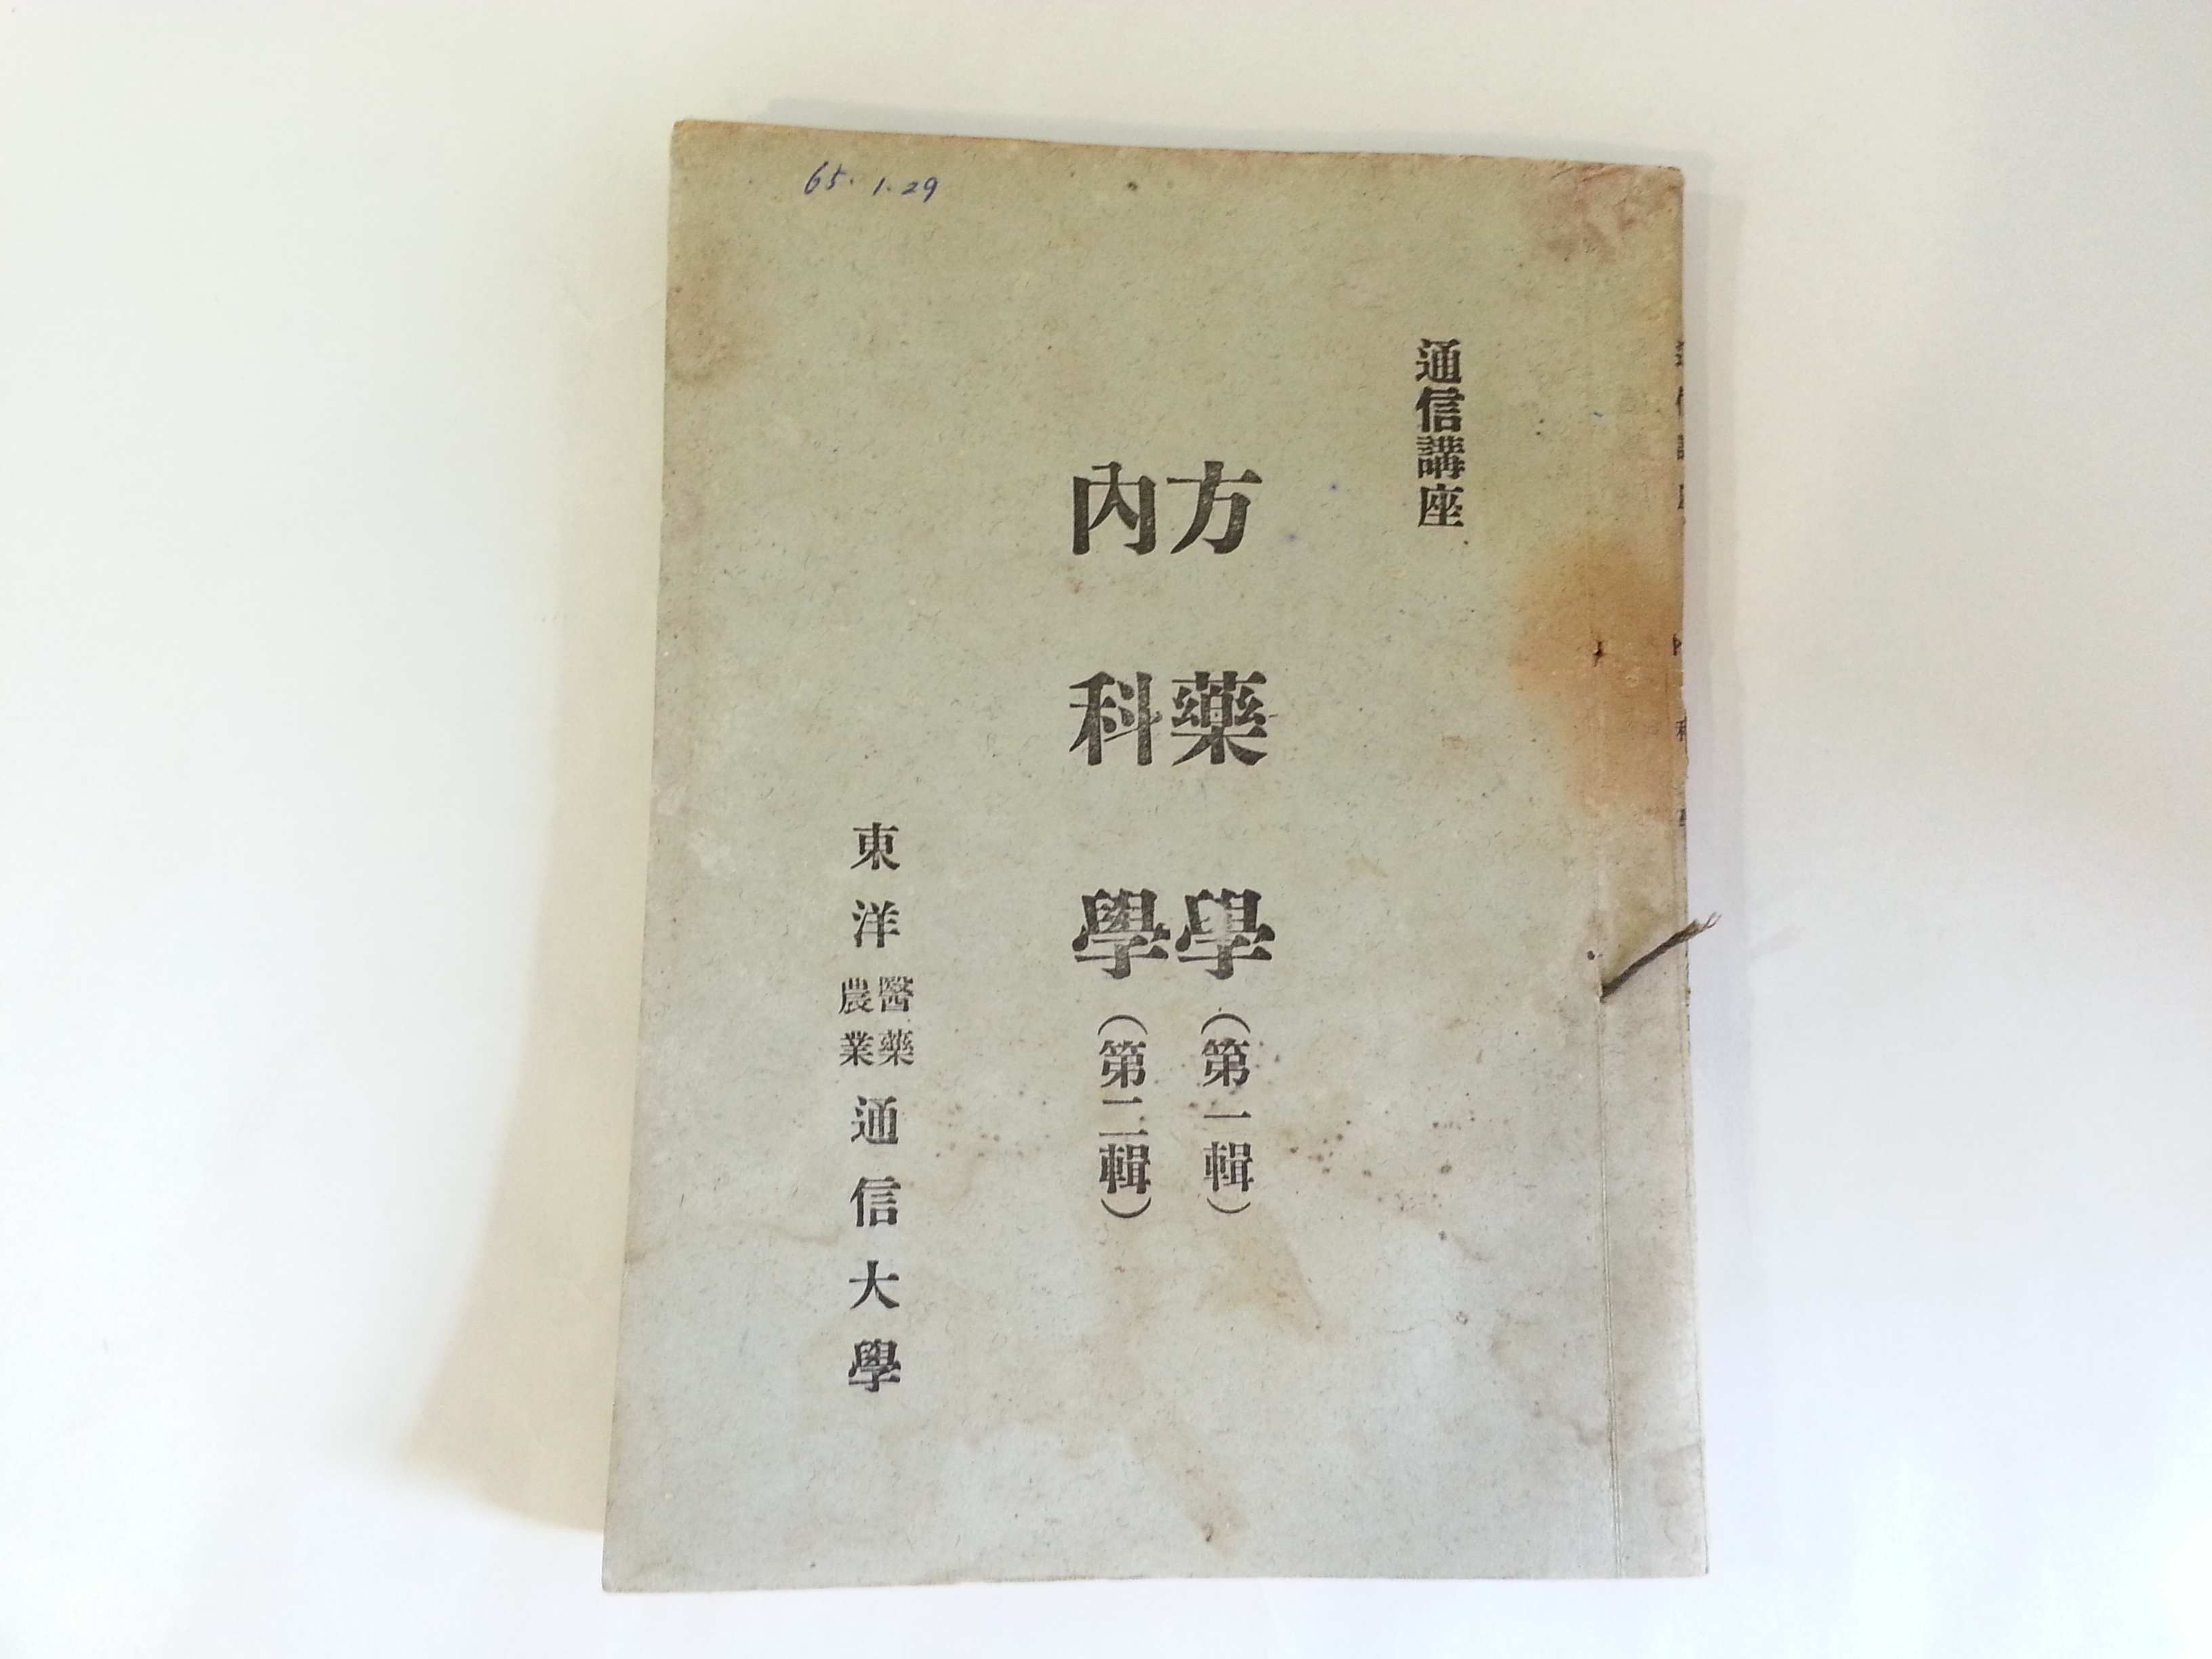 65.1.29
通信講座
方藥學(第一輯)
內科學(第二輯)
東洋醫藥農業通信大學